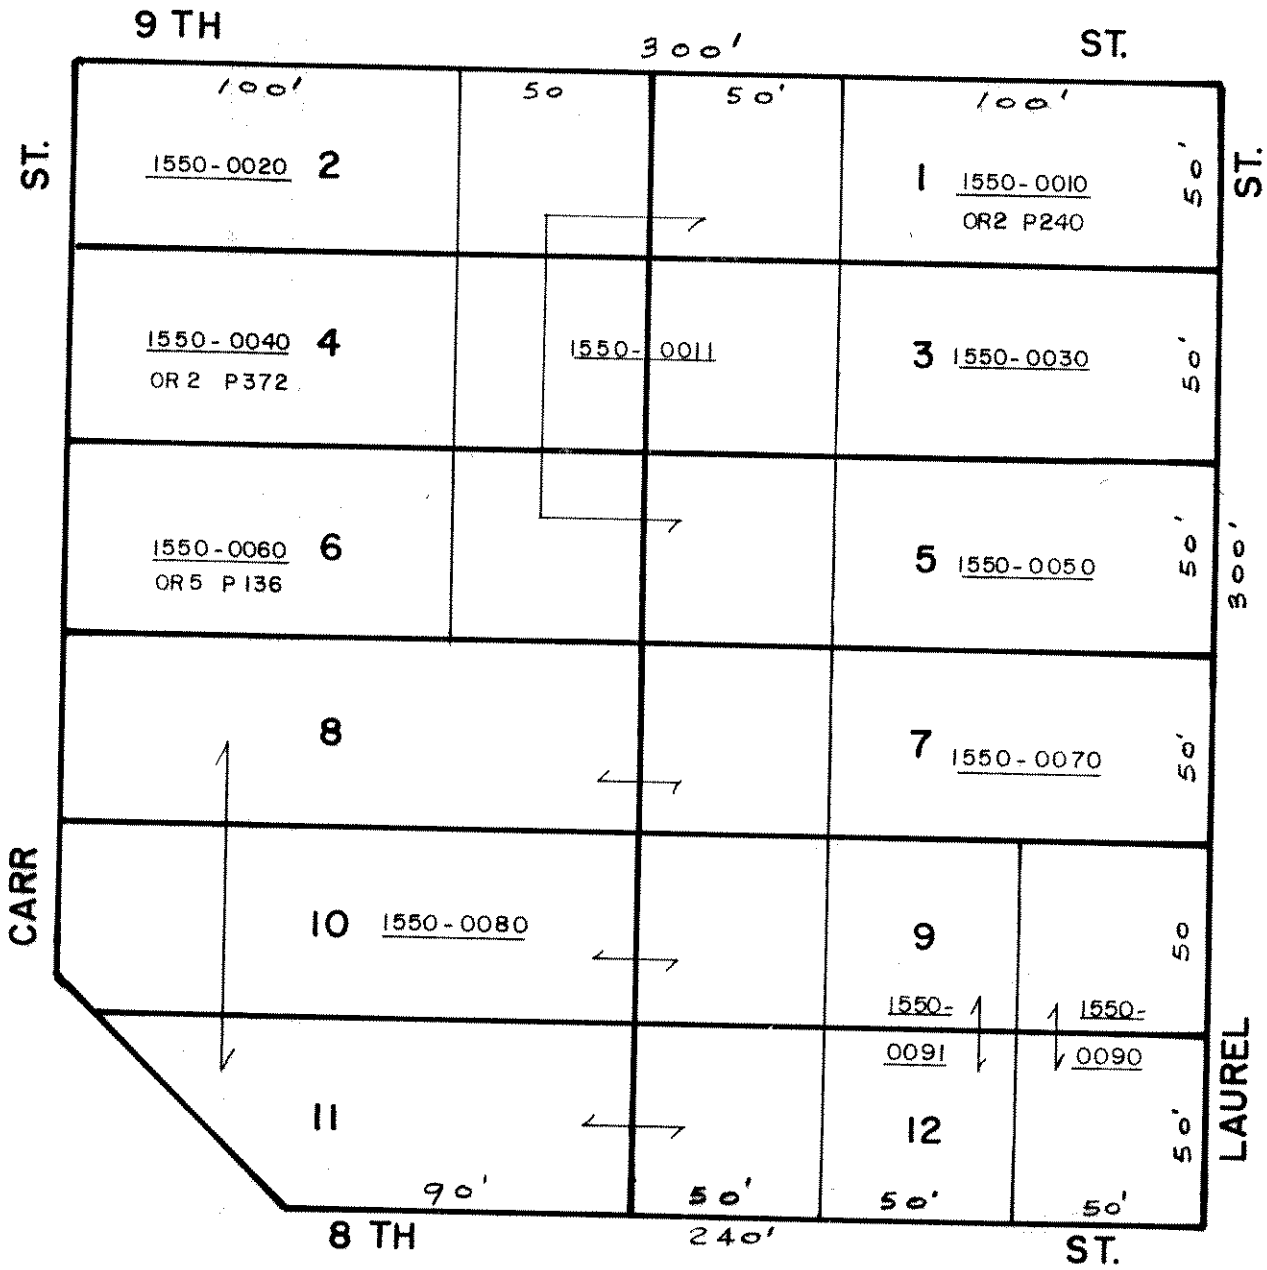 9 TH 300' ST.
100' 50 50' 100'
ST. 1550-0020 2 1 1550-0010 50' ST.
OR2 P240
1550-0040 4 1550-0011 3 1550-0030 50'
OR 2 P372
1550-0060 6 5 1550-0050 50' 300'
OR5 P136
8 7 1550-0070 50'
CARR 10 1550-0080 9 50
1550- 1550-
0091 0090
11 12 50' LAUREL
90' 50' 50' 50'
8 TH 240' ST.